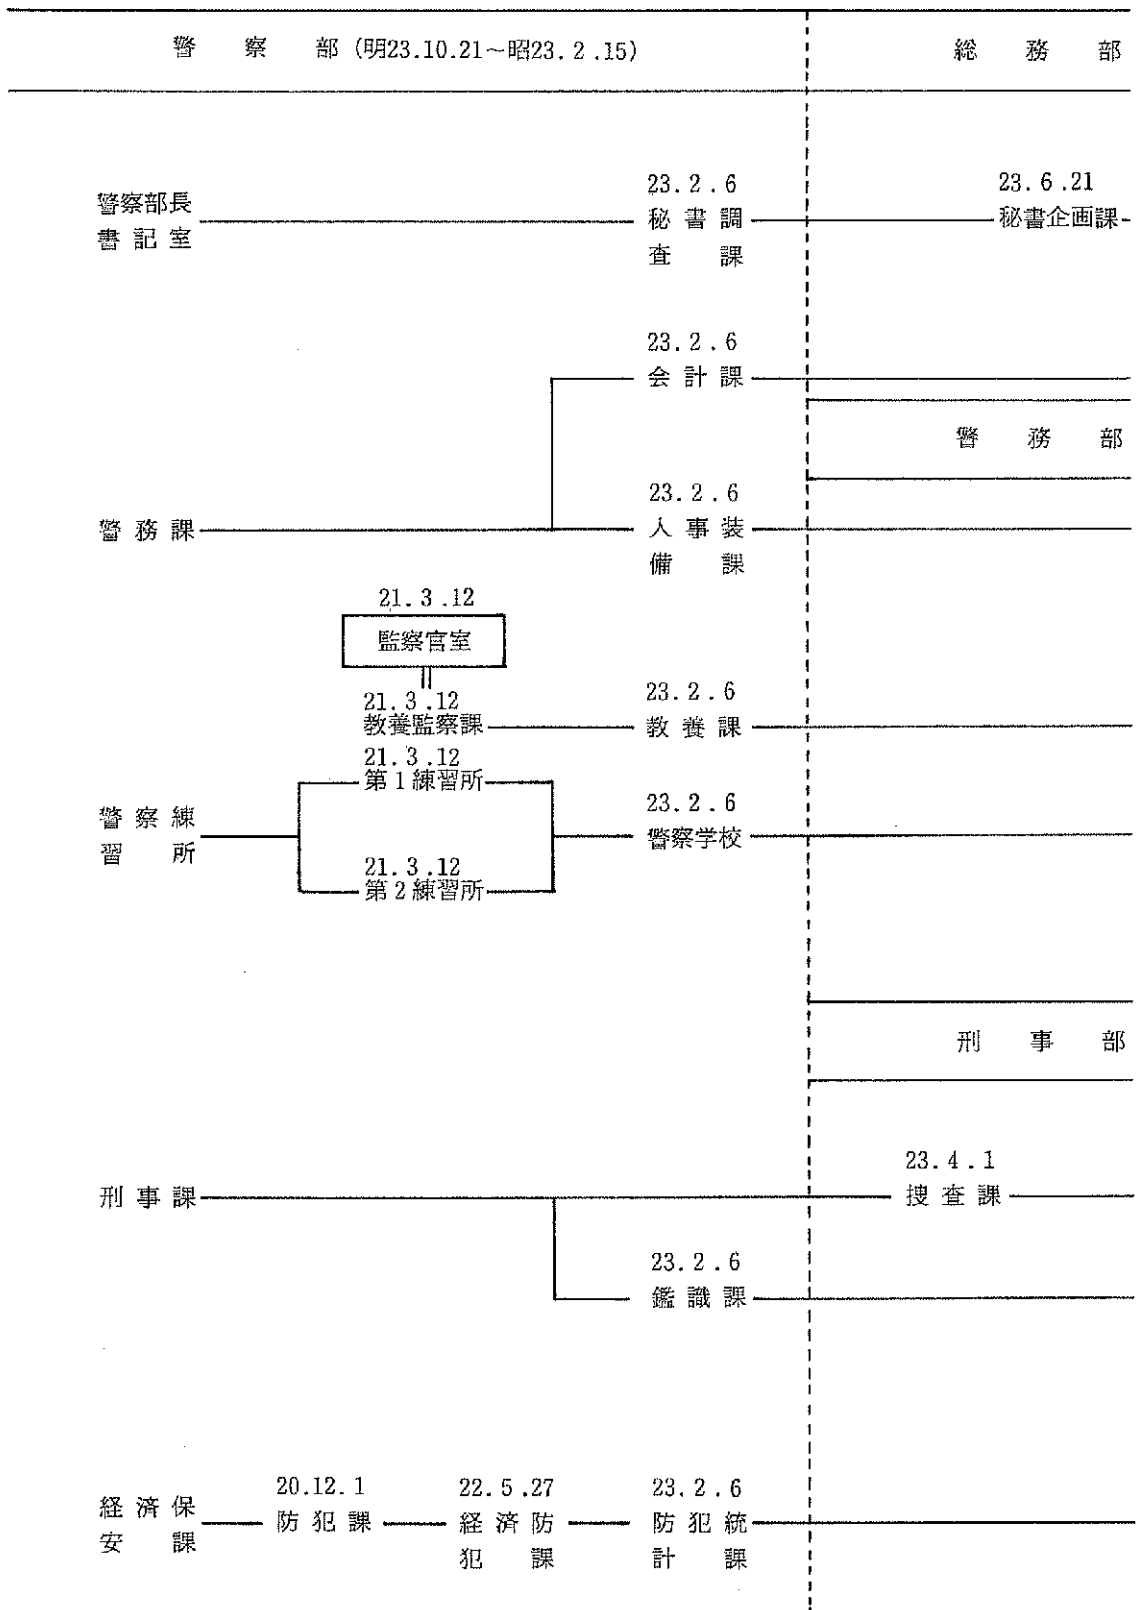 警察部（明23.10.21～昭23.2.15）
総務部
警察部長
書記室
23.2.6
秘書調
査課
23.6.21
秘書企画課
23.2.6
会計課
警務部
警務課
23.2.6
人事装
備課
21.3.12
監察官室
21.3.12
教養監察課
23.2.6
教養課
警察練
習所
21.3.12
第1練習所
21.3.12
第2練習所
23.2.6
警察学校
刑事部
刑事課
23.4.1
捜査課
23.2.6
鑑識課
経済保
安課
20.12.1
防犯課
22.5.27
経済防
犯課
23.2.6
防犯統
計課